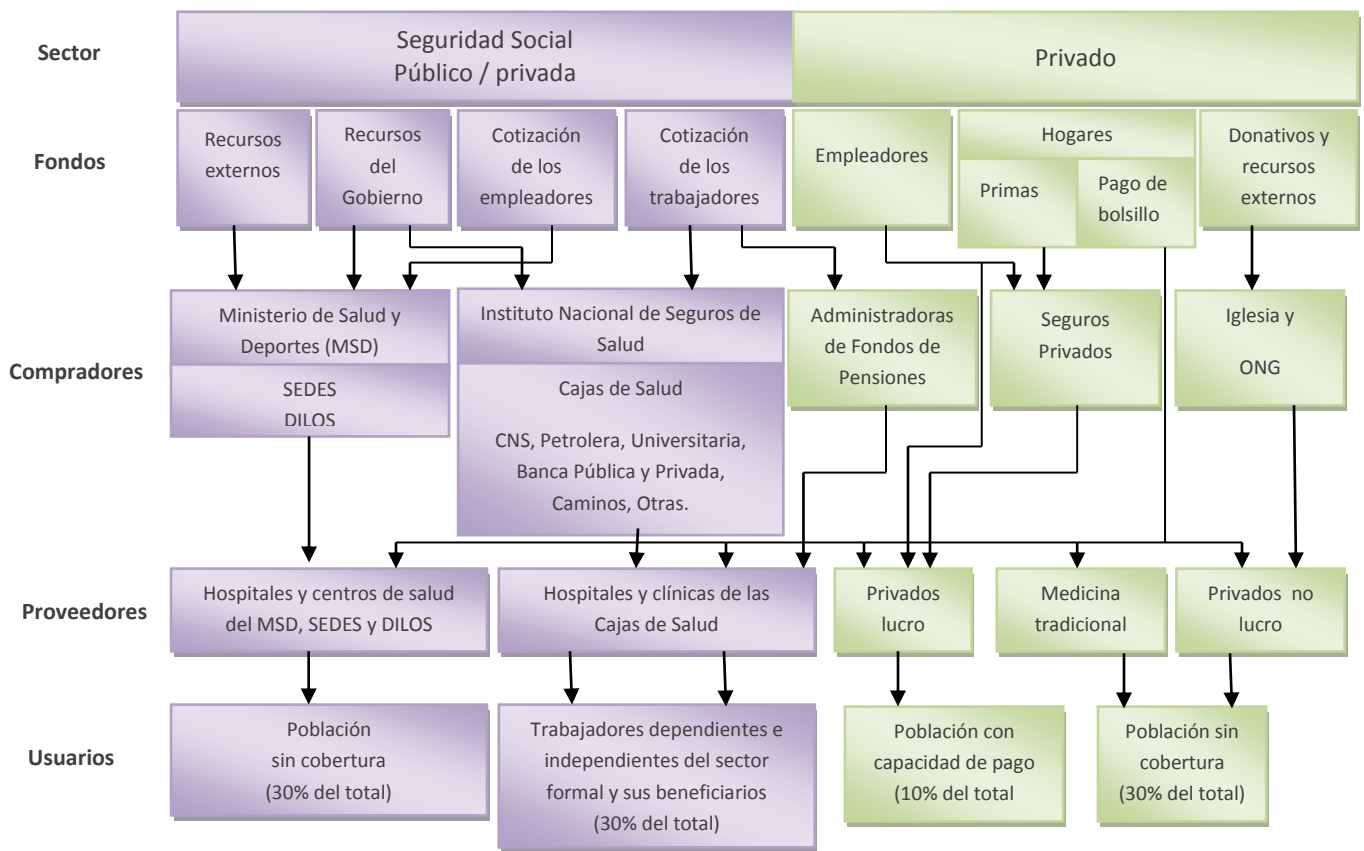 Sector
Seguridad Social
Público / privada
Privado
Fondos
Recursos
externos
Recursos
del
Gobierno
Cotización
de los
empleadores
Cotización
de los
trabajadores
Empleadores
Hogares
Primas
Pago de
bolsillo
Donativos y
recursos
externos
Compradores
Ministerio de Salud y
Deportes (MSD)
SEDES
DILOS
Instituto Nacional de Seguros de
Salud
Cajas de Salud
CNS, Petrolera, Universitaria,
Banca Pública y Privada,
Caminos, Otras.
Administradoras
de Fondos de
Pensiones
Seguros
Privados
Iglesia y
ONG
Proveedores
Hospitales y centros de salud
del MSD, SEDES y DILOS
Hospitales y clínicas de las
Cajas de Salud
Privados
lucro
Medicina
tradicional
Privados no
lucro
Usuarios
Población
sin cobertura
(30% del total)
Trabajadores dependientes e
independientes del sector
formal y sus beneficiarios
(30% del total)
Población con
capacidad de pago
(10% del total
Población sin
cobertura
(30% del total)